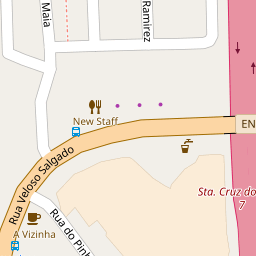 Maia
Ramirez
New Staff
EN
Rua Veloso Salgado
Sta. Cruz do
7
A Vizinha
Rua do Pinh